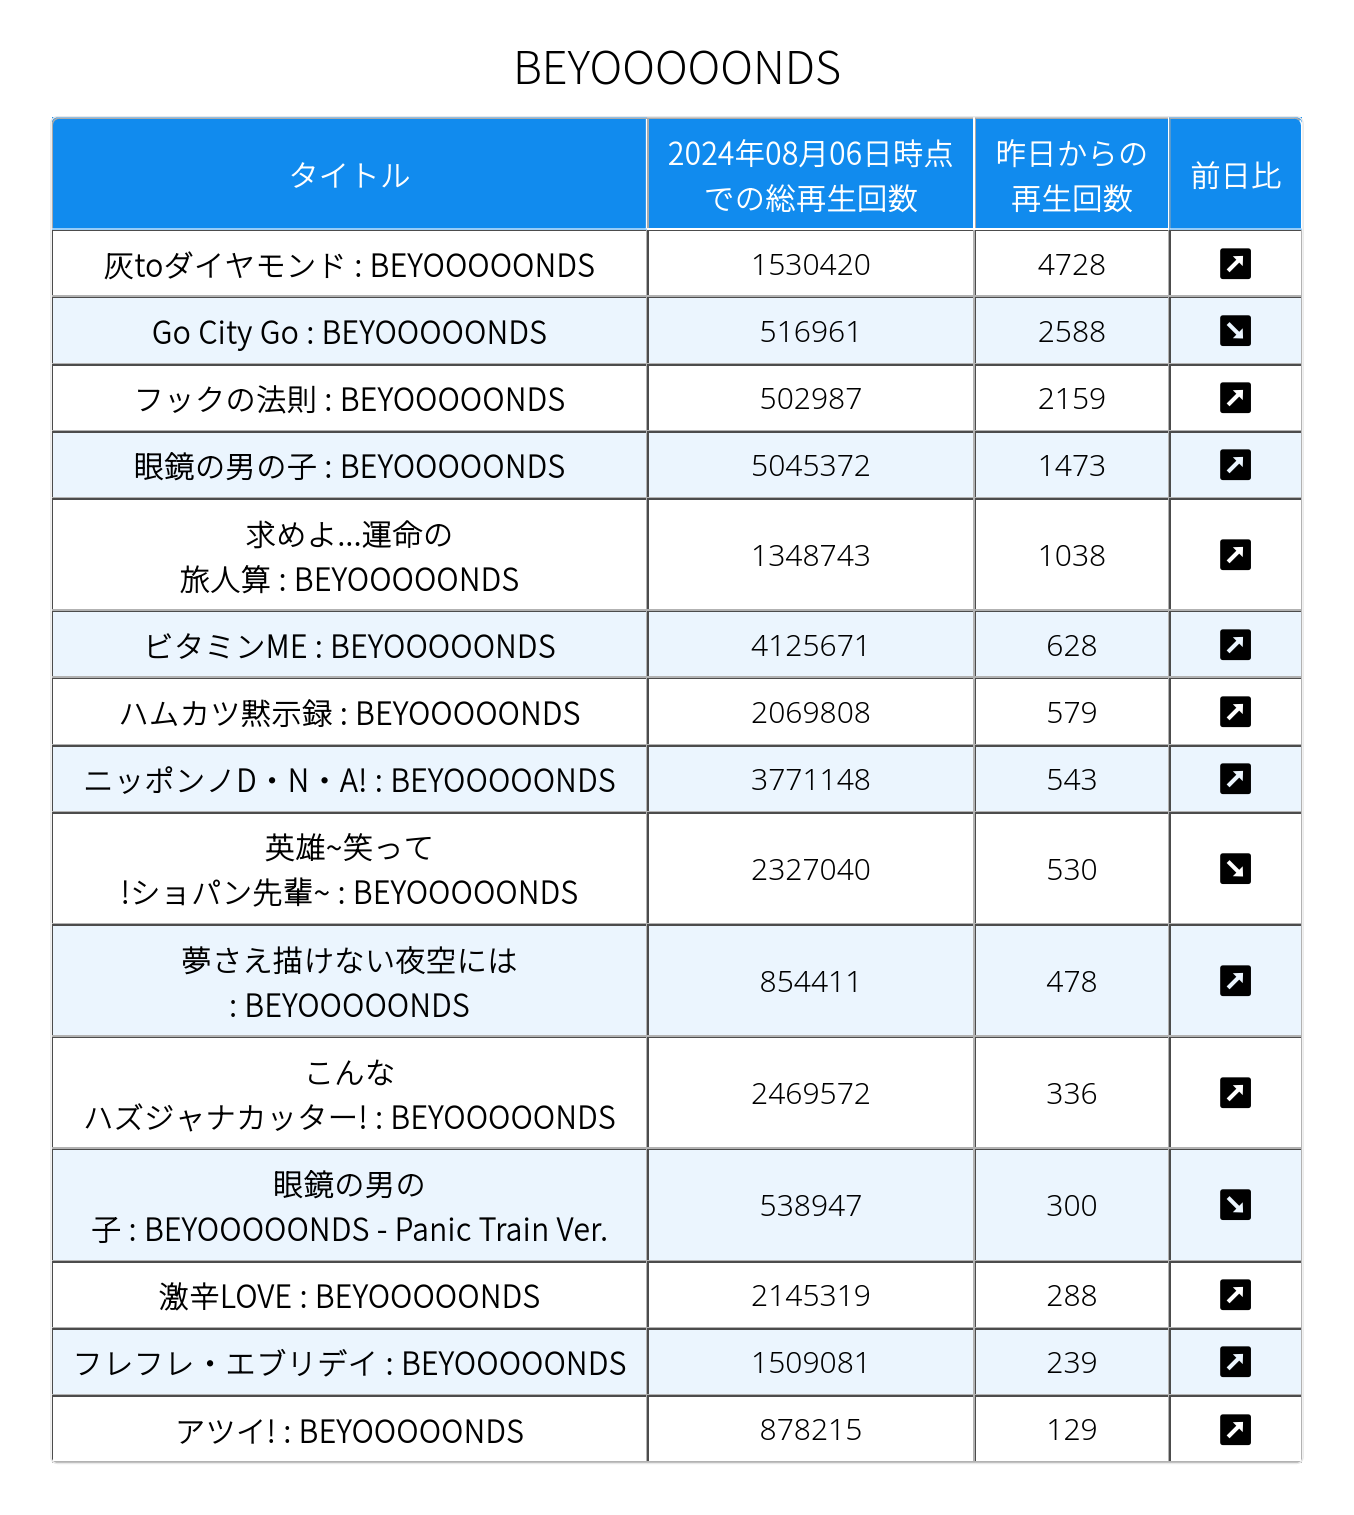 BEYOOOOONDS
タイトル
2024年08月06日時点
での総再生回数
昨日からの
再生回数
前日比
灰toダイヤモンド : BEYOOOOONDS 1530420 4728
Go City Go : BEYOOOOONDS 516961 2588
フックの法則 : BEYOOOOONDS 502987 2159
眼鏡の男の子 : BEYOOOOONDS 5045372 1473
求めよ...運命の
旅人算 : BEYOOOOONDS 1348743 1038
ビタミンME : BEYOOOOONDS 4125671 628
ハムカツ黙示録 : BEYOOOOONDS 2069808 579
ニッポンノD・N・A! : BEYOOOOONDS 3771148 543
英雄~笑って
!ショパン先輩~ : BEYOOOOONDS 2327040 530
夢さえ描けない夜空には
: BEYOOOOONDS 854411 478
こんな
ハズジャナカッター! : BEYOOOOONDS 2469572 336
眼鏡の男の
子 : BEYOOOOONDS - Panic Train Ver. 538947 300
激辛LOVE : BEYOOOOONDS 2145319 288
フレフレ・エブリデイ : BEYOOOOONDS 1509081 239
アツイ! : BEYOOOOONDS 878215 129